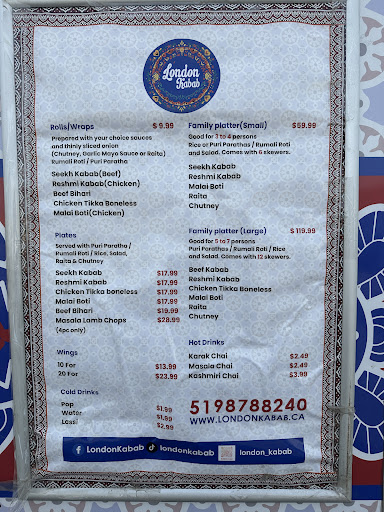 London
Kabab
Rolls/Wraps $ 9.99
Prepared with your choice sauces
and thinly sliced onion
(Chutney, Garlic Mayo Sauce or Raita)
Rumali Roti / Puri Paratha
Seekh Kabab(Beef)
Reshmi Kabab(Chicken)
Beef Bihari
Chicken Tikka Boneless
Malai Boti(Chicken)
Plates
Served with Puri Paratha /
Rumali Roti / Rice, Salad,
Raita & Chutney
Seekh Kabab $17.99
Reshmi Kabab $17.99
Chicken Tikka boneless $17.99
Malai Boti $17.99
Beef Bihari $19.99
Masala Lamb Chops $28.99
(4pc only)
Wings
10 For $13.99
20 For $23.99
Cold Drinks
Pop $1.99
Water $1.99
Lassi $2.99
Family platter(Small) $59.99
Good for 3 to 4 persons
Rice or Puri Parathas / Rumali Roti
and Salad. Comes with 6 skewers.
Seekh Kabab
Reshmi Kabab
Malai Boti
Raita
Chutney
Family platter (Large) $ 119.99
Good for 5 to 7 persons
Puri Parathas / Rumali Roti / Rice
and Salad. Comes with 12 skewers.
Beef Kabab
Reshmi Kabab
Chicken Tikka Boneless
Malai Boti
Raita
Chutney
Hot Drinks
Karak Chai $2.49
Masala Chai $2.49
Kashmiri Chai $3.99
5198788240
WWW.LONDONKABAB.CA
LondonKabab londonkabab london_kabab